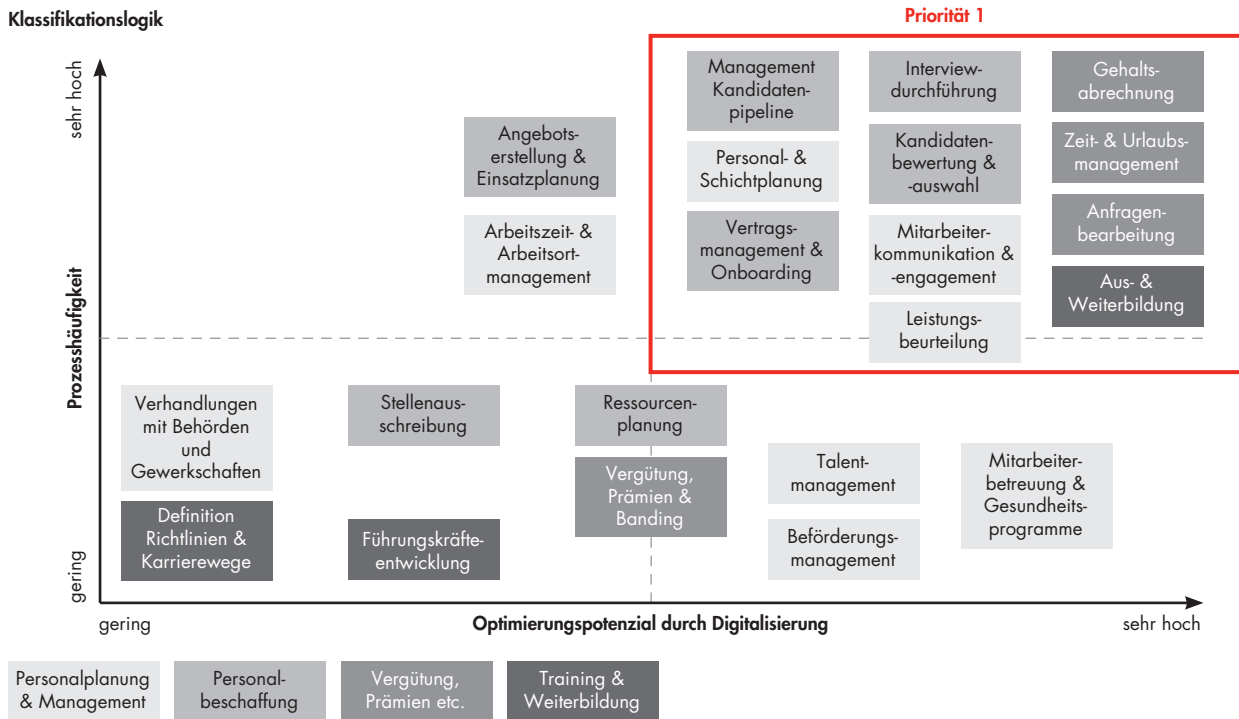 Klassifikationslogik
Priorität 1
sehr hoch
Prozesshäufigkeit
gering
Management
Kandidaten-
pipeline
Interview-
durchführung
Gehalts-
abrechnung
Angebots-
erstellung &
Einsatzplanung
Personal- &
Schichtplanung
Kandidaten-
bewertung &
-auswahl
Zeit- & Urlaubs-
management
Arbeitszeit- &
Arbeitsort-
management
Vertrags-
management &
Onboarding
Mitarbeiter-
kommunikation &
-engagement
Anfragen-
bearbeitung
Aus- &
Weiterbildung
Leistungs-
beurteilung
Verhandlungen
mit Behörden
und
Gewerkschaften
Stellenaus-
schreibung
Ressourcen-
planung
Vergütung,
Prämien &
Banding
Talent-
management
Mitarbeiter-
betreuung &
Gesundheits-
programme
Definition
Richtlinien &
Karrierewege
Führungskräfte-
entwicklung
Beförderungs-
management
gering
Optimierungspotenzial durch Digitalisierung
sehr hoch
Personalplanung
& Management
Personal-
beschaffung
Vergütung,
Prämien etc.
Training &
Weiterbildung